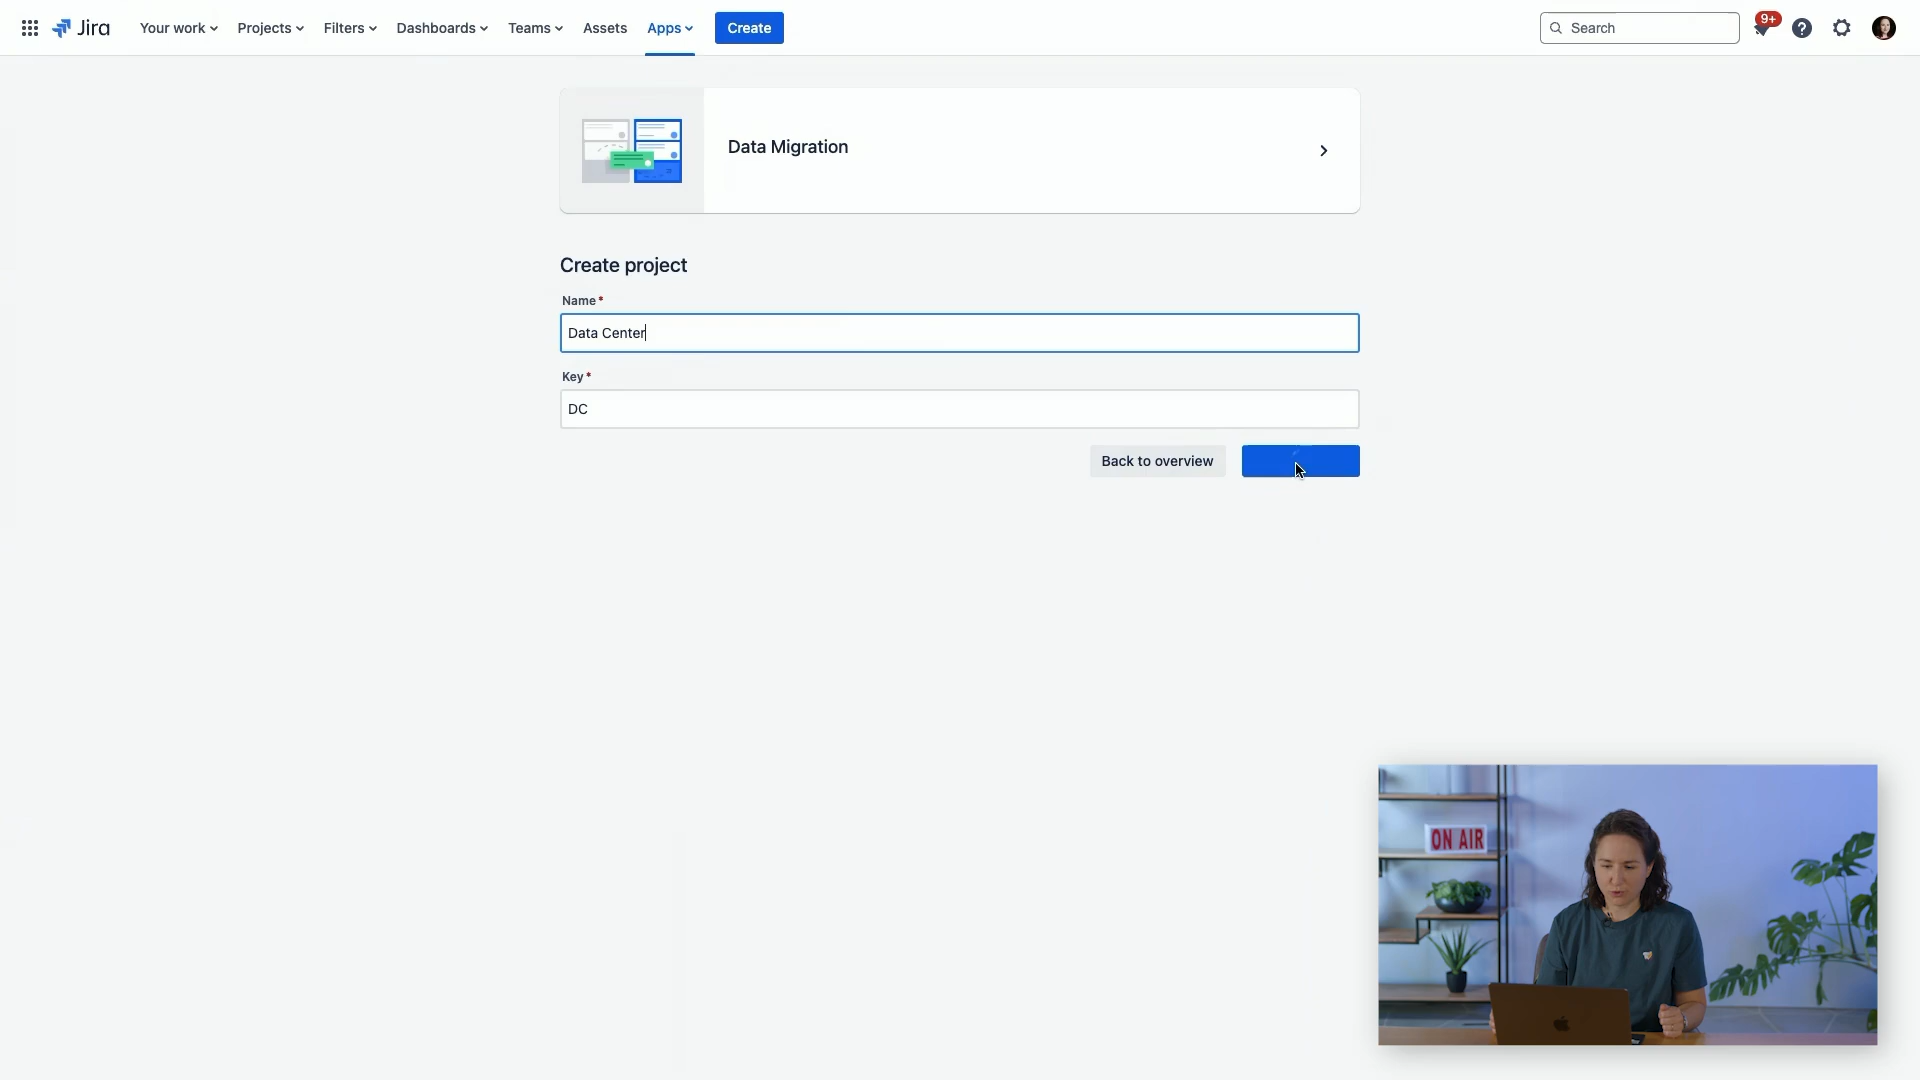 Jira
Your work
Projects
Filters
Dashboards
Teams
Assets
Apps
Create
Search
9+
Data Migration
Create project
Name*
Data Center
Key*
DC
Back to overview
ON AIR